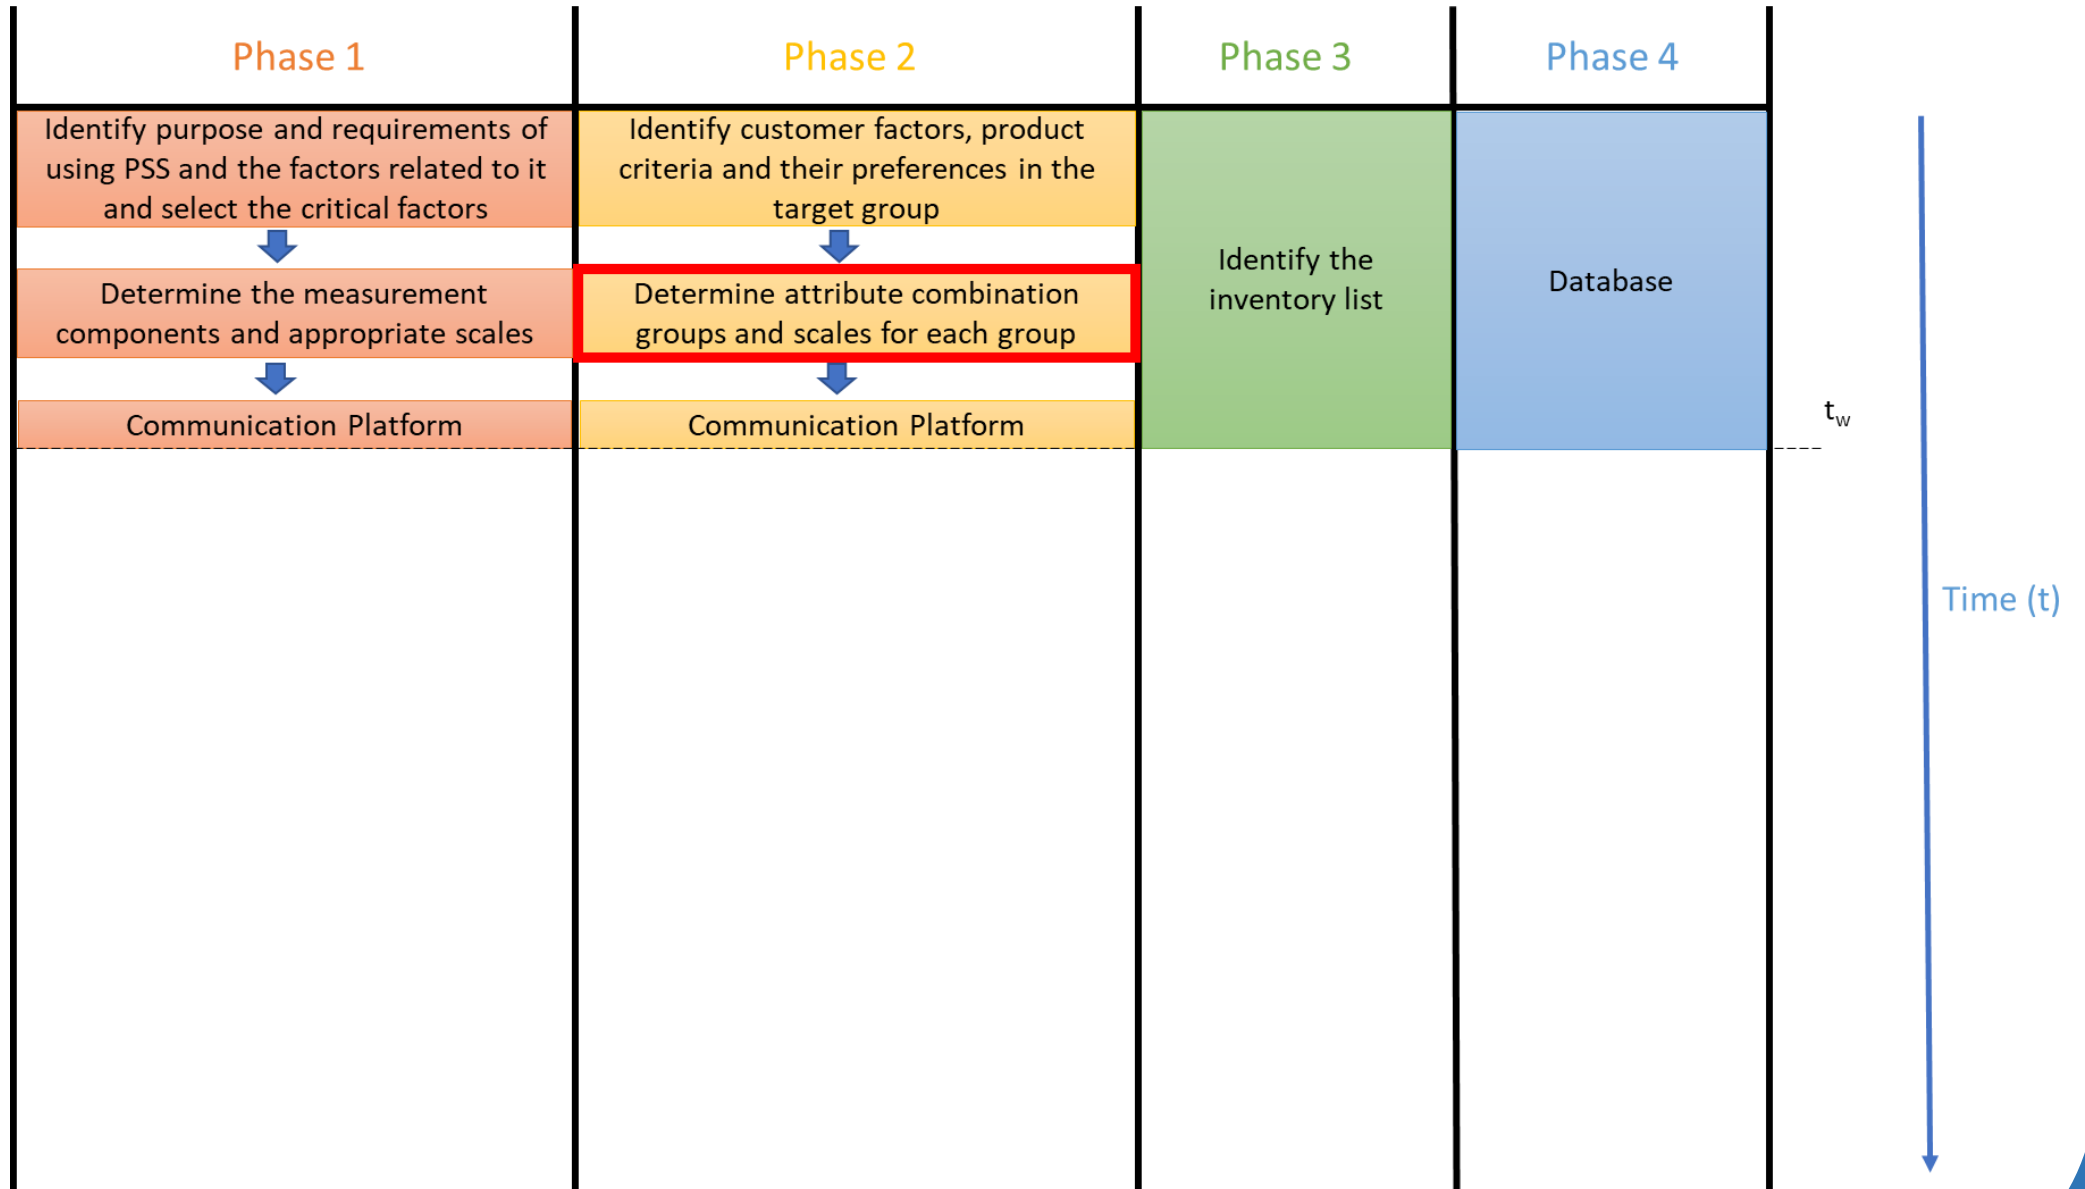 Phase 1
Phase 2
Phase 3
Phase 4
Identify purpose and requirements of
using PSS and the factors related to it
and select the critical factors
Identify customer factors, product
criteria and their preferences in the
target group
Identify the
inventory list
Database
Determine the measurement
components and appropriate scales
Determine attribute combination
groups and scales for each group
Communication Platform
Communication Platform
tw
Time (t)